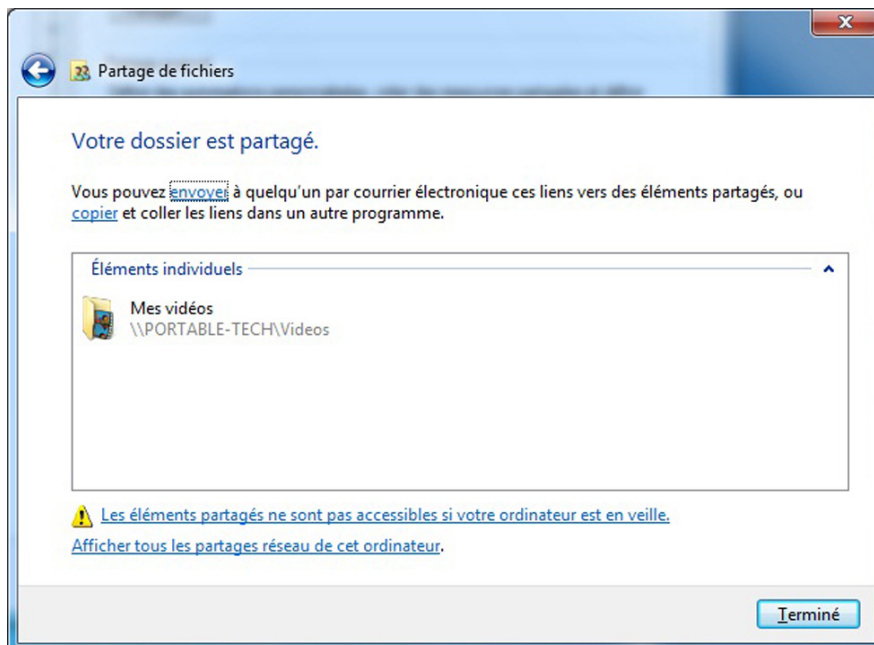 Partage de fichiers
Votre dossier est partagé.
Vous pouvez envoyer à quelqu'un par courrier électronique ces liens vers des éléments partagés, ou
copier et coller les liens dans un autre programme.
Éléments individuels
Mes vidéos
\\PORTABLE-TECH\Videos
Les éléments partagés ne sont pas accessibles si votre ordinateur est en veille.
Afficher tous les partages réseau de cet ordinateur.
Terminé